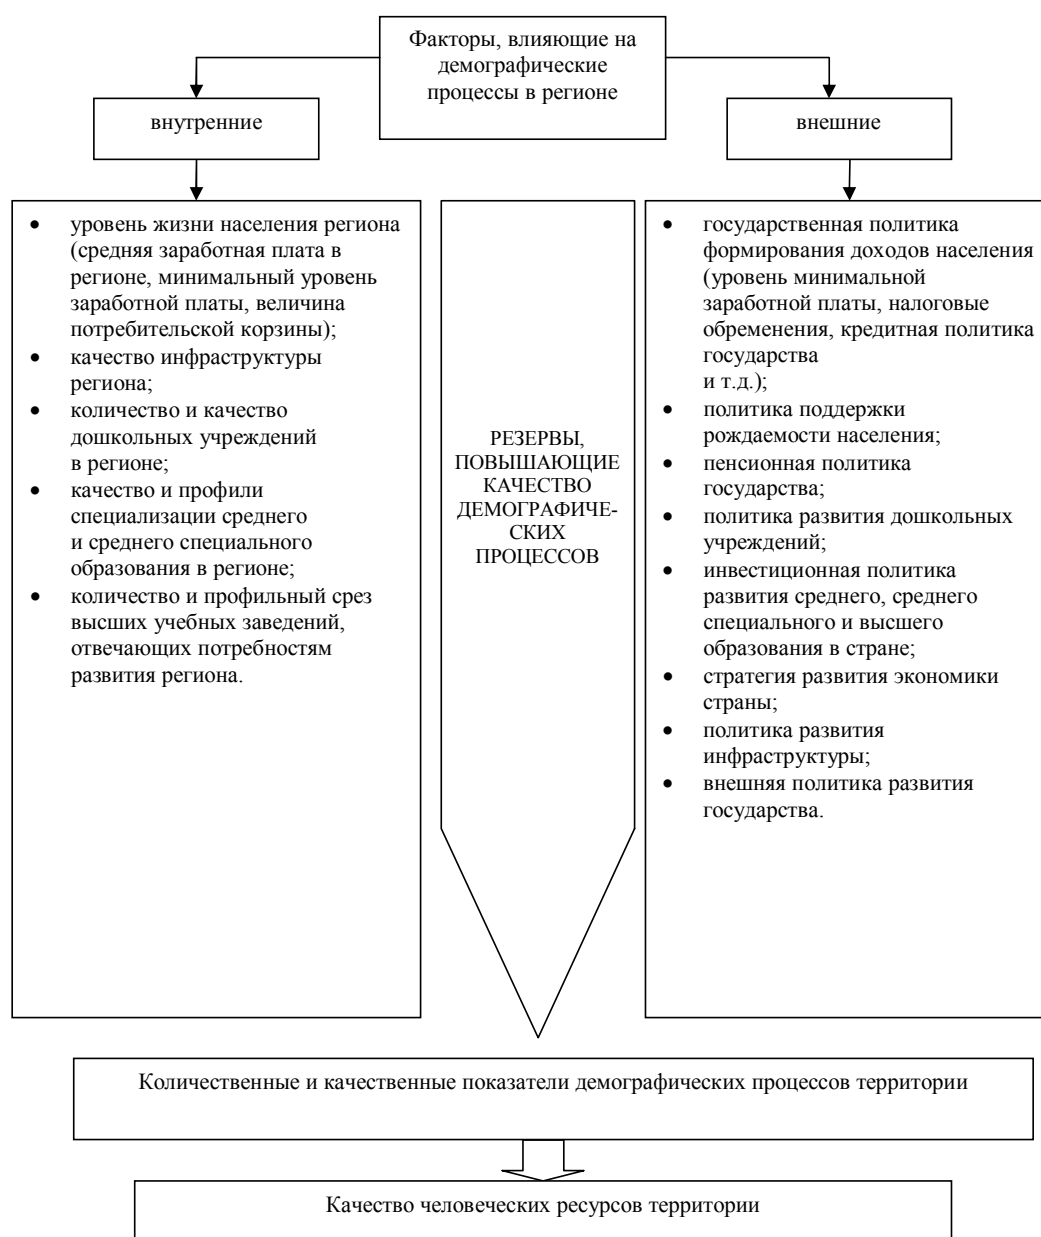 Факторы, влияющие на
демографические
процессы в регионе
внутренние
внешние
• уровень жизни населения региона
(средняя заработная плата в
регионе, минимальный уровень
заработной платы, величина
потребительской корзины);
• качество инфраструктуры
региона;
• количество и качество
дошкольных учреждений
в регионе;
• качество и профили
специализации среднего
и среднего специального
образования в регионе;
• количество и профильный срез
высших учебных заведений,
отвечающих потребностям
развития региона.
РЕЗЕРВЫ,
ПОВЫШАЮЩИЕ
КАЧЕСТВО
ДЕМОГРАФИЧЕ-
СКИХ
ПРОЦЕССОВ
• государственная политика
формирования доходов населения
(уровень минимальной
заработной платы, налоговые
обременения, кредитная политика
государства
и т.д.);
• политика поддержки
рождаемости населения;
• пенсионная политика
государства;
• политика развития дошкольных
учреждений;
• инвестиционная политика
развития среднего, среднего
специального и высшего
образования в стране;
• стратегия развития экономики
страны;
• политика развития
инфраструктуры;
• внешняя политика развития
государства.
Количественные и качественные показатели демографических процессов территории
Качество человеческих ресурсов территории